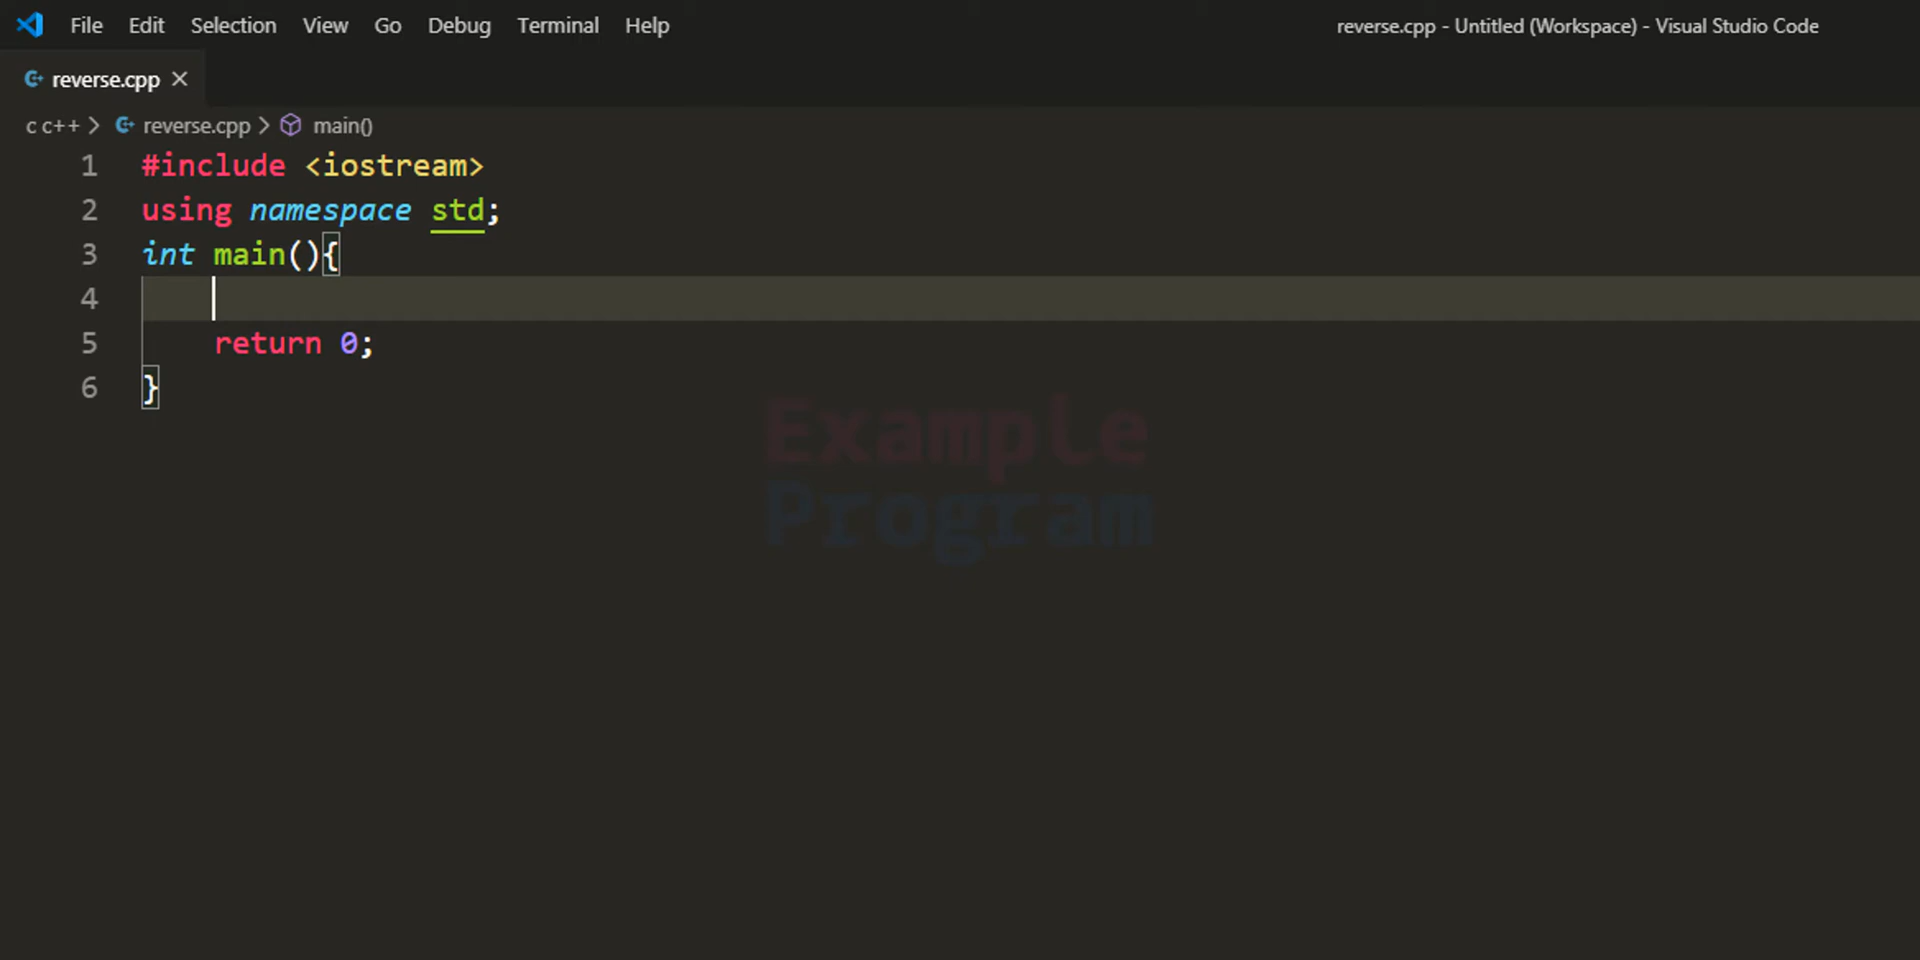 File Edit Selection View Go Debug Terminal Help reverse.cpp - Untitled (Workspace) - Visual Studio Code
reverse.cpp ×
c c++ > reverse.cpp > main()
1 #include <iostream>
2 using namespace std;
3 int main(){
4
5 return 0;
6 }
Example
Program